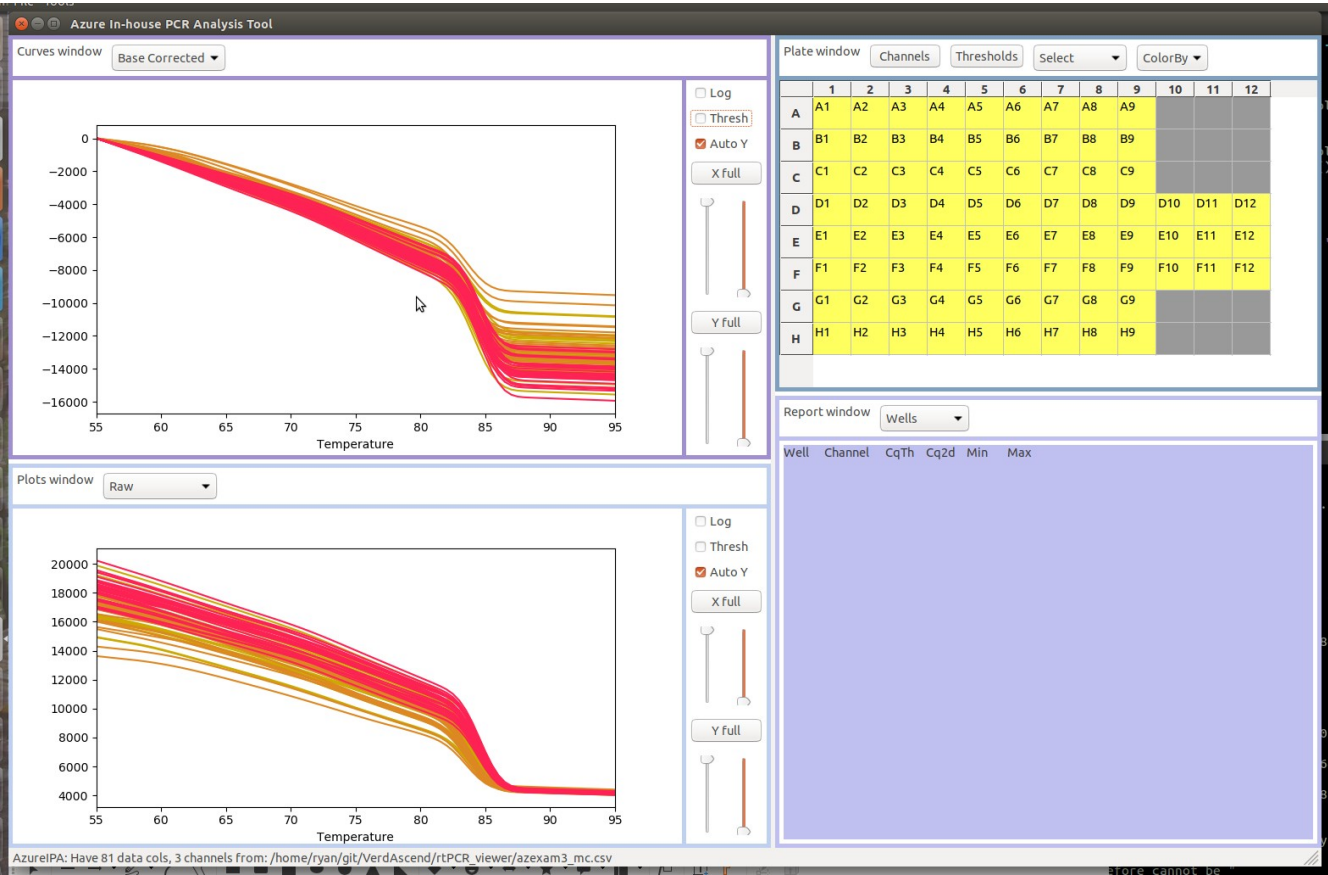 File Tools
Azure In-house PCR Analysis Tool
Curves window Base Corrected
Log
Thresh
Auto Y
X full
Y full
0
−2000
−4000
−6000
−8000
−10000
−12000
−14000
−16000
55 60 65 70 75 80 85 90 95
Temperature
Plots window Raw
Log
Thresh
Auto Y
X full
Y full
20000
18000
16000
14000
12000
10000
8000
6000
4000
55 60 65 70 75 80 85 90 95
Temperature
Plate window Channels Thresholds Select ColorBy
1 2 3 4 5 6 7 8 9 10 11 12
A A1 A2 A3 A4 A5 A6 A7 A8 A9
B B1 B2 B3 B4 B5 B6 B7 B8 B9
C C1 C2 C3 C4 C5 C6 C7 C8 C9
D D1 D2 D3 D4 D5 D6 D7 D8 D9 D10 D11 D12
E E1 E2 E3 E4 E5 E6 E7 E8 E9 E10 E11 E12
F F1 F2 F3 F4 F5 F6 F7 F8 F9 F10 F11 F12
G G1 G2 G3 G4 G5 G6 G7 G8 G9
H H1 H2 H3 H4 H5 H6 H7 H8 H9
Report window Wells
Well Channel CqTh Cq2d Min Max
AzureIPA: Have 81 data cols, 3 channels from: /home/ryan/git/VerdAscend/rtPCR_viewer/azexam3_mc.csv